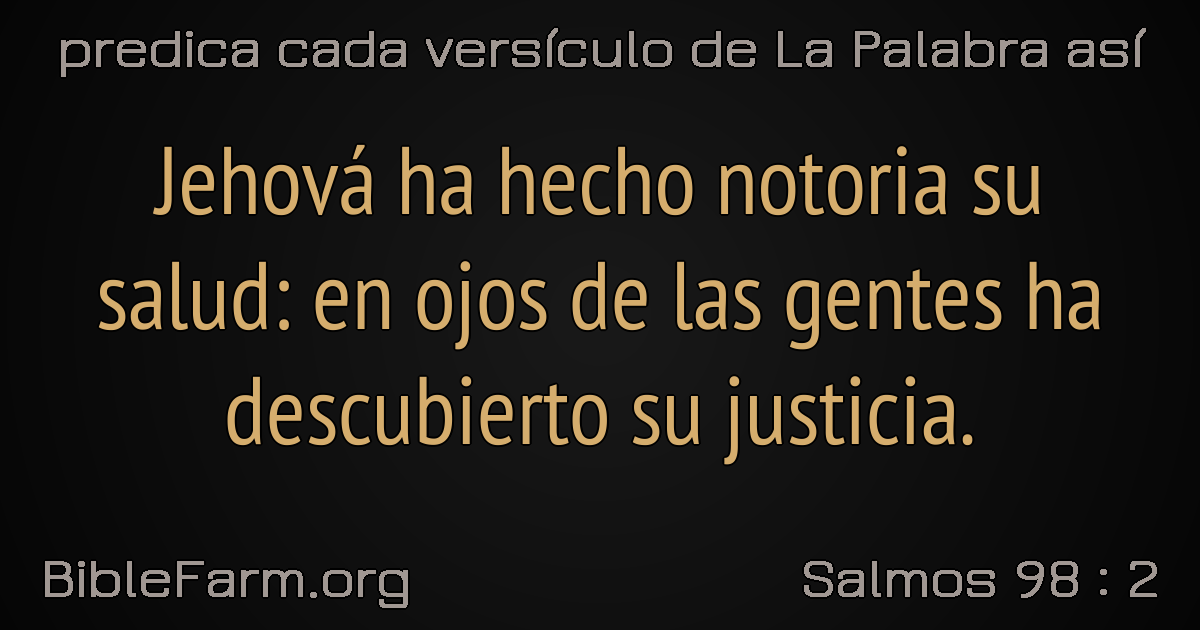 predica cada versículo de La Palabra así
Jehová ha hecho notoria su
salud: en ojos de las gentes ha
descubierto su justicia.
BibleFarm.org
Salmos 98 : 2